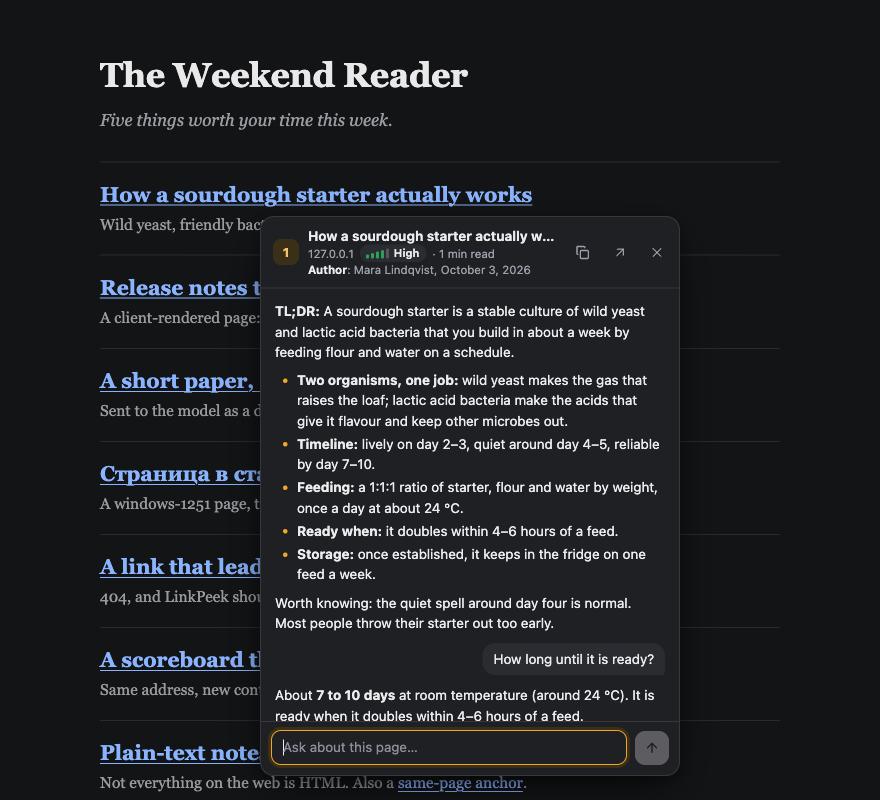 The Weekend Reader
Five things worth your time this week.
How a sourdough starter actually works
Wild yeast, friendly
Release notes
A client-rendered page:
A short paper,
Sent to the model as a
Страница в
A windows-1251 page,
A link that lead
404, and LinkPeek
A scoreboard
Same address, new
Plain-text note
Not everything on the web is HTML. Also a same-page anchor.
1
How a sourdough starter actually w...
127.0.0.1 High · 1 min read
Author: Mara Lindqvist, October 3, 2026
TL;DR: A sourdough starter is a stable culture of wild yeast
and lactic acid bacteria that you build in about a week by
feeding flour and water on a schedule.
• Two organisms, one job: wild yeast makes the gas that
raises the loaf; lactic acid bacteria make the acids that
give it flavour and keep other microbes out.
• Timeline: lively on day 2–3, quiet around day 4–5, reliable
by day 7–10.
• Feeding: a 1:1:1 ratio of starter, flour and water by weight,
once a day at about 24 °C.
• Ready when: it doubles within 4–6 hours of a feed.
• Storage: once established, it keeps in the fridge on one
feed a week.
Worth knowing: the quiet spell around day four is normal.
Most people throw their starter out too early.
How long until it is ready?
About 7 to 10 days at room temperature (around 24 °C). It is
ready when it doubles within 4–6 hours of a feed.
Ask about this page...